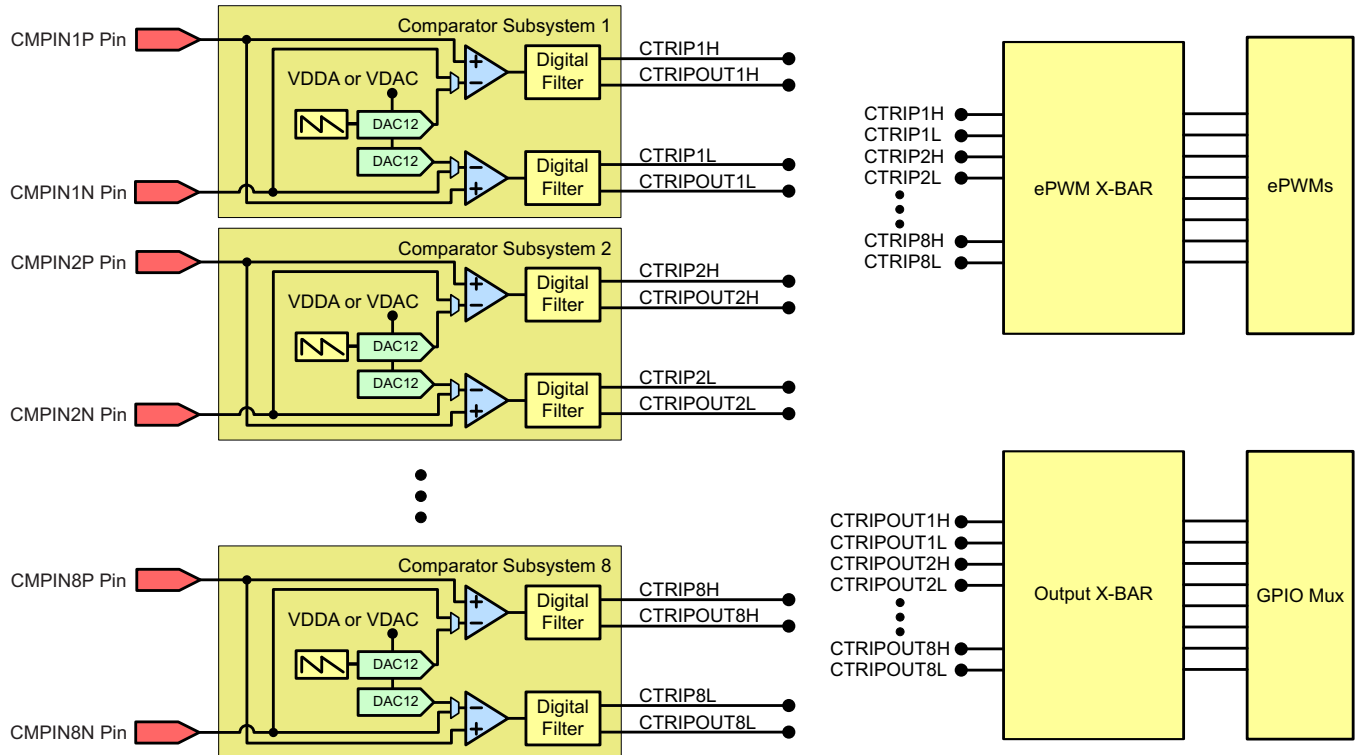 Comparator Subsystem 1
CMPIN1P Pin
VDDA or VDAC
DAC12
DAC12
+
−
−
+
Digital
Filter
Digital
Filter
CTRIP1H
CTRIPOUT1H
CTRIP1L
CTRIPOUT1L
CMPIN1N Pin
Comparator Subsystem 2
CMPIN2P Pin
VDDA or VDAC
DAC12
DAC12
+
−
−
+
Digital
Filter
Digital
Filter
CTRIP2H
CTRIPOUT2H
CTRIP2L
CTRIPOUT2L
CMPIN2N Pin
Comparator Subsystem 8
CMPIN8P Pin
VDDA or VDAC
DAC12
DAC12
+
−
−
+
Digital
Filter
Digital
Filter
CTRIP8H
CTRIPOUT8H
CTRIP8L
CTRIPOUT8L
CMPIN8N Pin
CTRIP1H
CTRIP1L
CTRIP2H
CTRIP2L
CTRIP8H
CTRIP8L
ePWM X-BAR
ePWMs
CTRIPOUT1H
CTRIPOUT1L
CTRIPOUT2H
CTRIPOUT2L
CTRIPOUT8H
CTRIPOUT8L
Output X-BAR
GPIO Mux